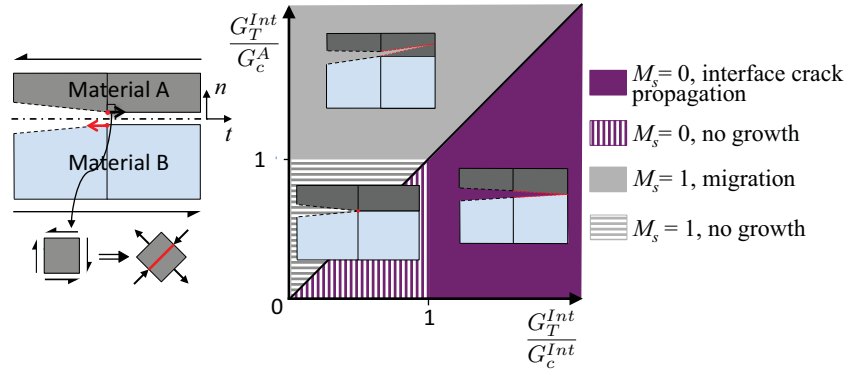 G_T^{Int}
G_c^A
Material A
n
t
Material B
1
0
1
G_T^{Int}
G_c^{Int}
M_s = 0, interface crack
propagation
M_s = 0, no growth
M_s = 1, migration
M_s = 1, no growth